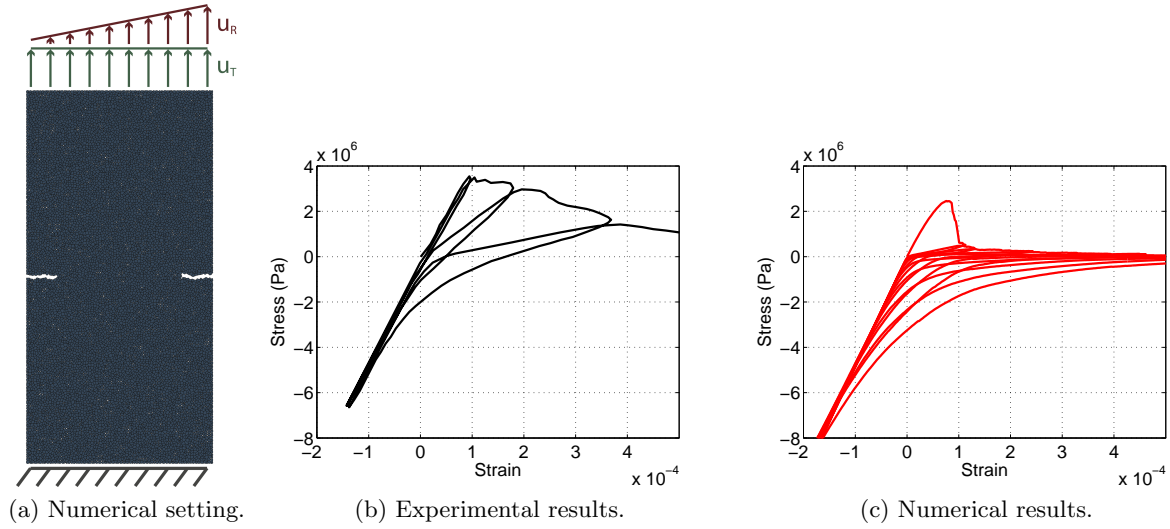 u_R
u_T
x 10^6
4
2
0
−2
−4
−6
−8
Stress (Pa)
−2 −1 0 1 2 3 4 5
Strain
x 10^-4
x 10^6
4
2
0
−2
−4
−6
−8
Stress (Pa)
−2 −1 0 1 2 3 4 5
Strain
x 10^-4
(a) Numerical setting.
(b) Experimental results.
(c) Numerical results.